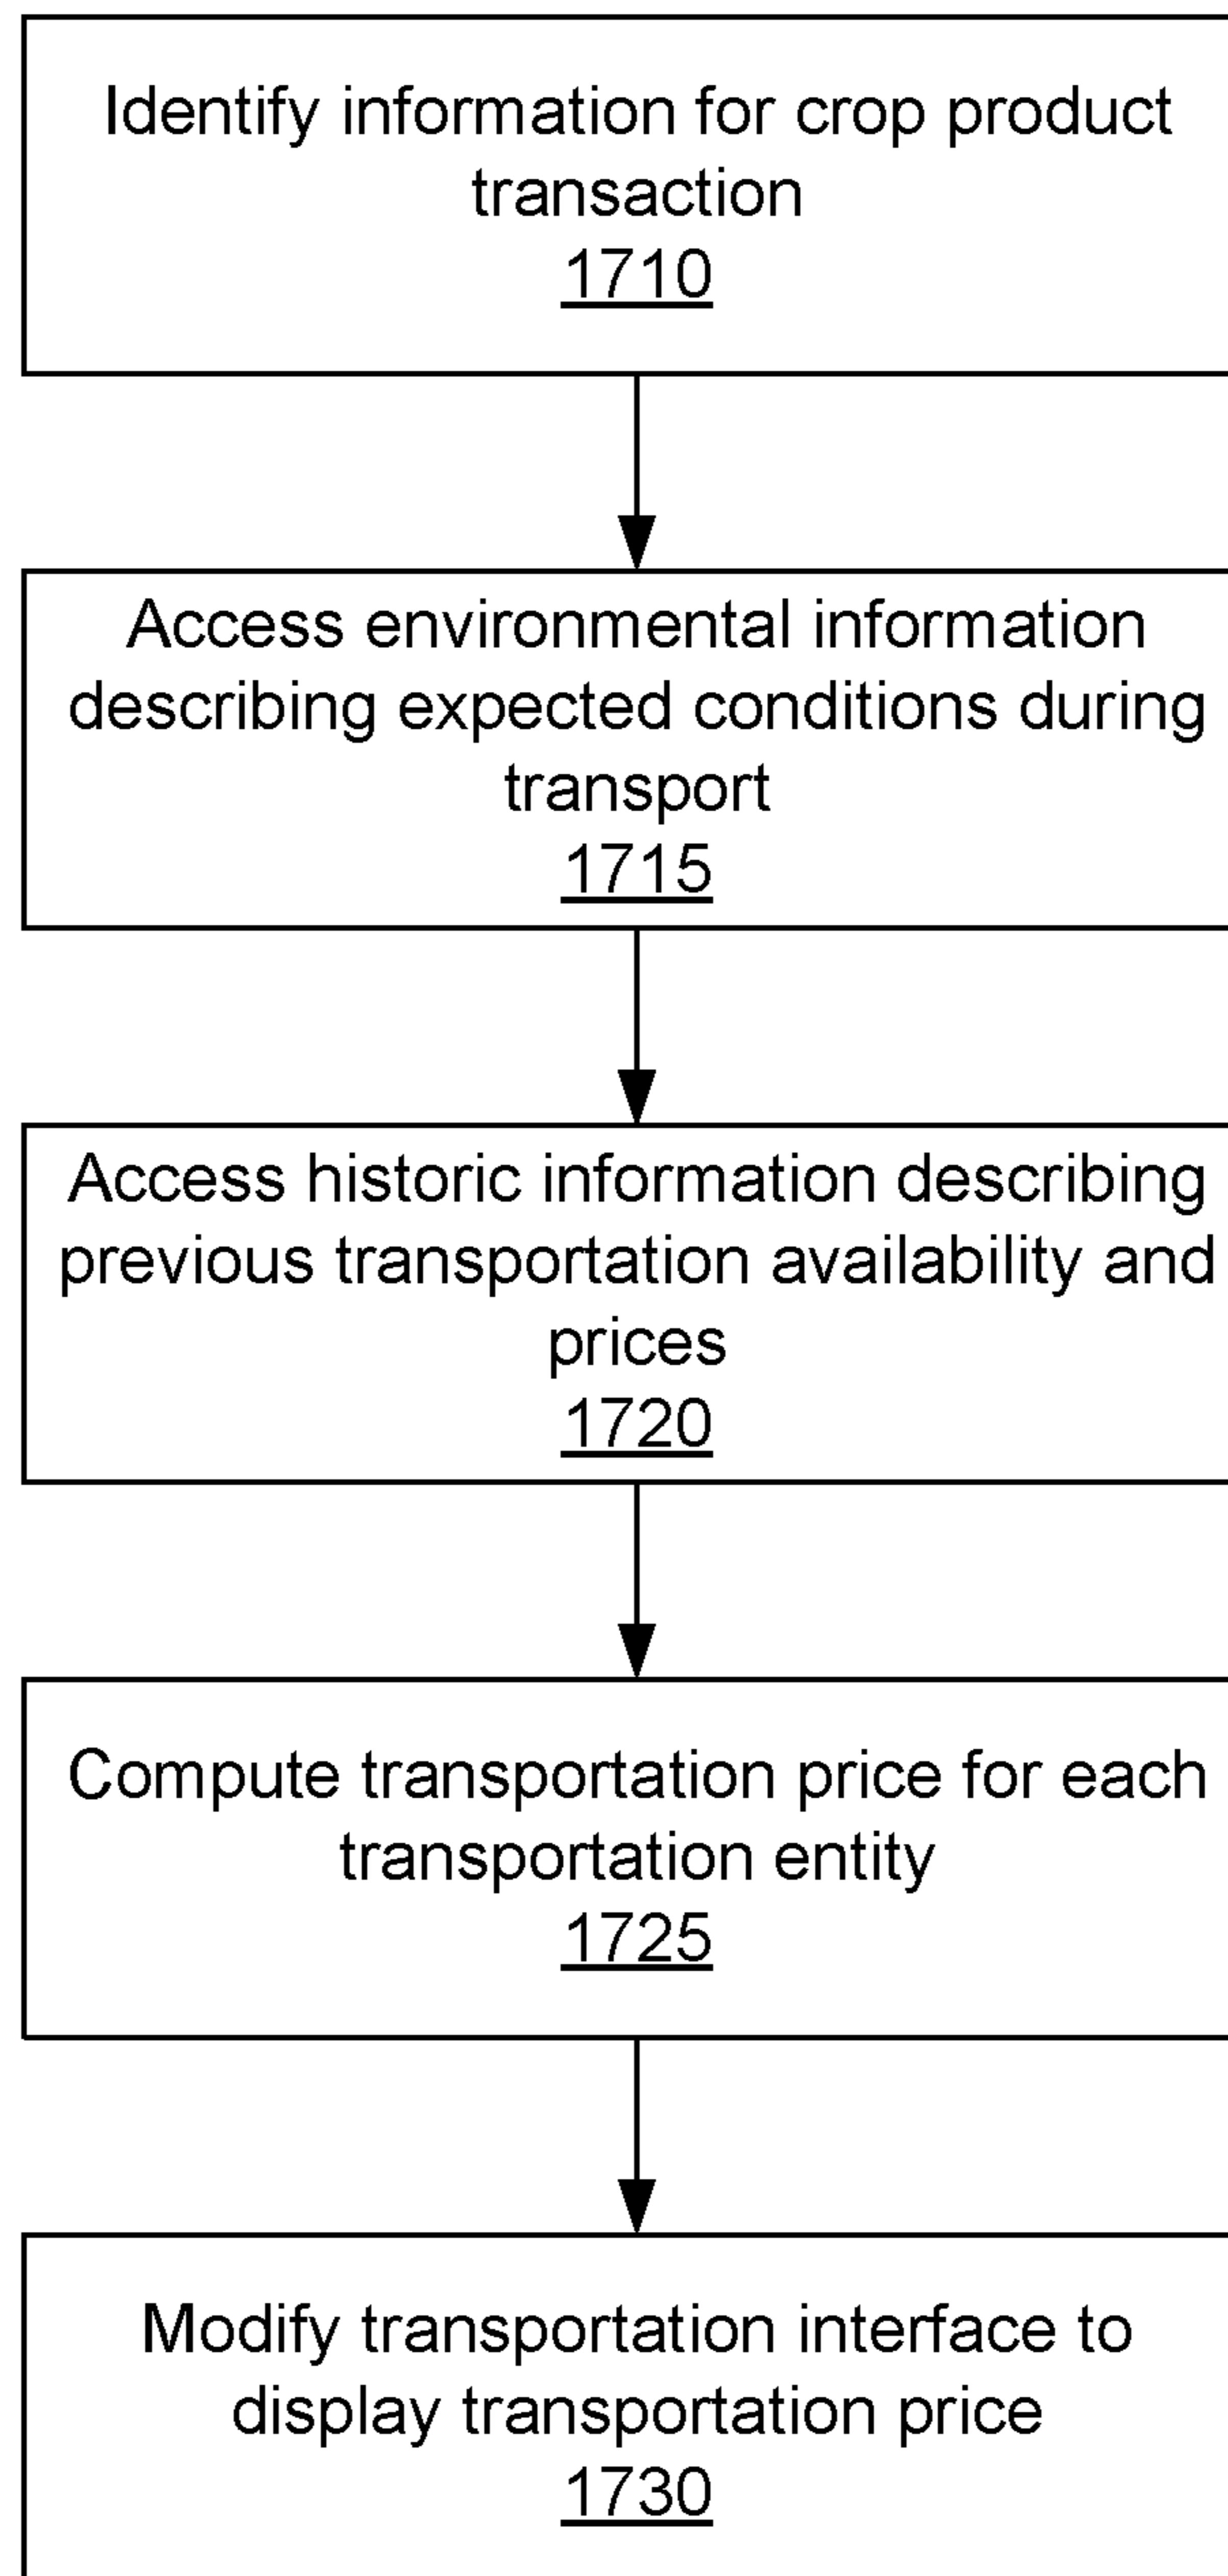 Identify information for crop product
transaction
1710
Access environmental information
describing expected conditions during
transport
1715
Access historic information describing
previous transportation availability and
prices
1720
Compute transportation price for each
transportation entity
1725
Modify transportation interface to
display transportation price
1730